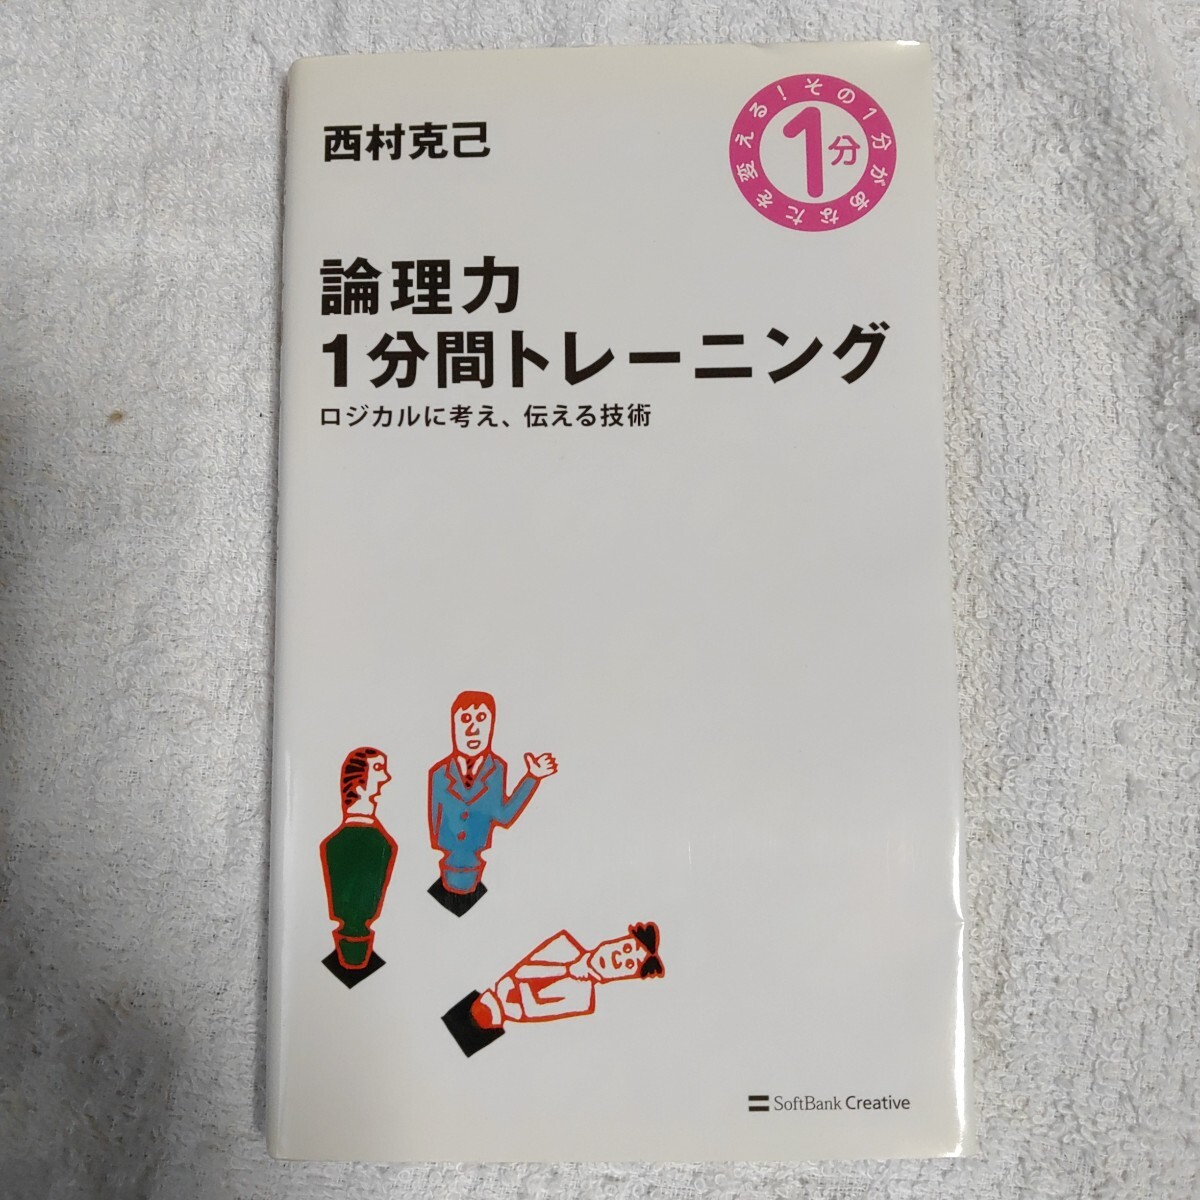 西村克己
その1分があなたを変える!
1分
論理力
1分間トレーニング
ロジカルに考え、伝える技術
SoftBank Creative